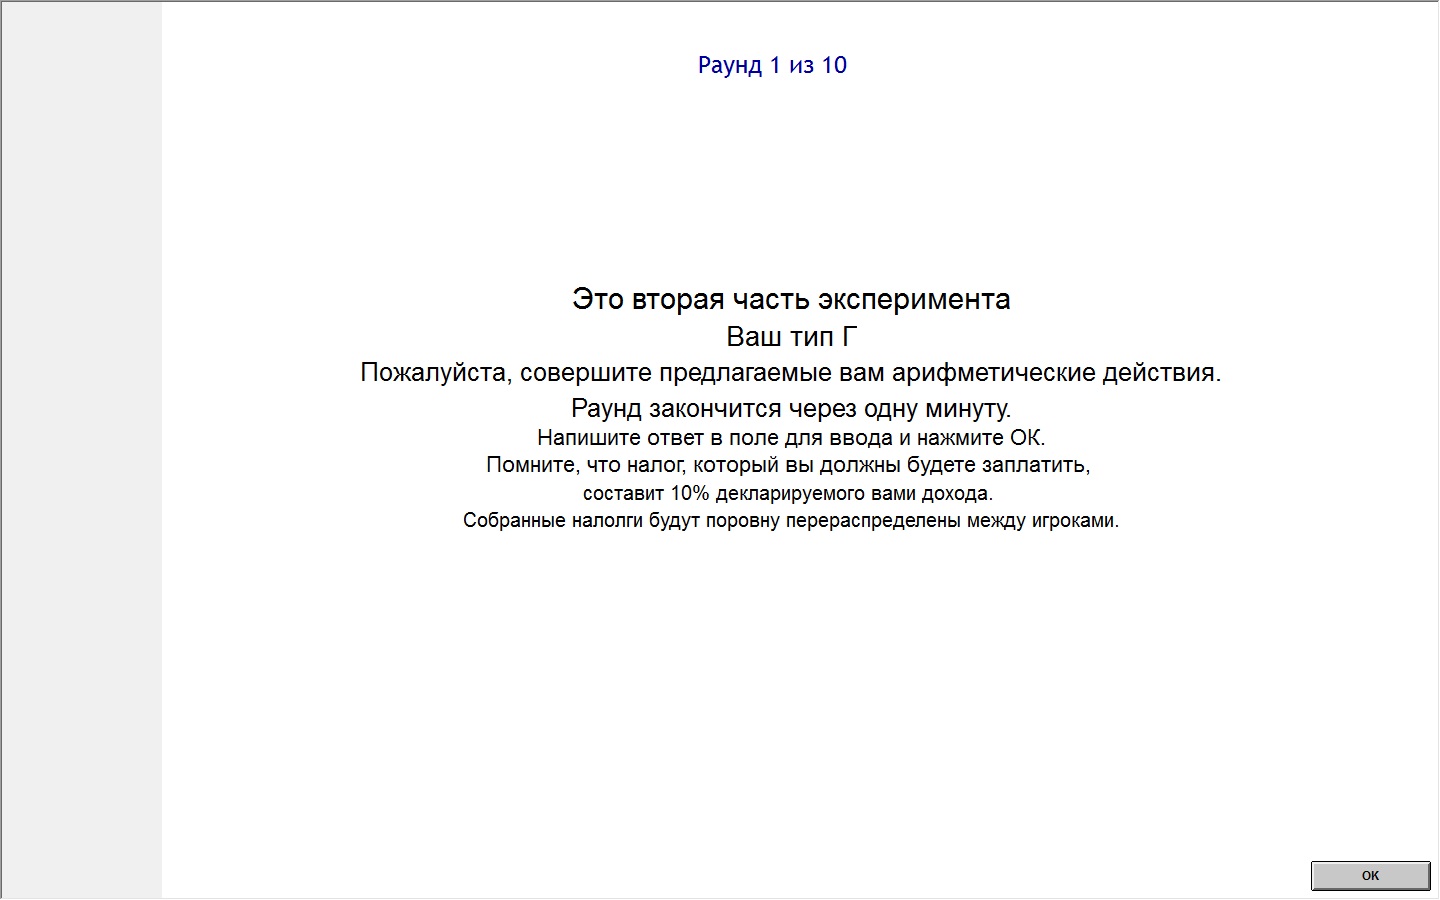 Раунд 1 из 10
Это вторая часть эксперимента
Ваш тип Г
Пожалуйста, совершите предлагаемые вам арифметические действия.
Раунд закончится через одну минуту.
Напишите ответ в поле для ввода и нажмите ОК.
Помните, что налог, который вы должны будете заплатить,
составит 10% декларируемого вами дохода.
Собранные налолги будут поровну перераспределены между игроками.
ОК